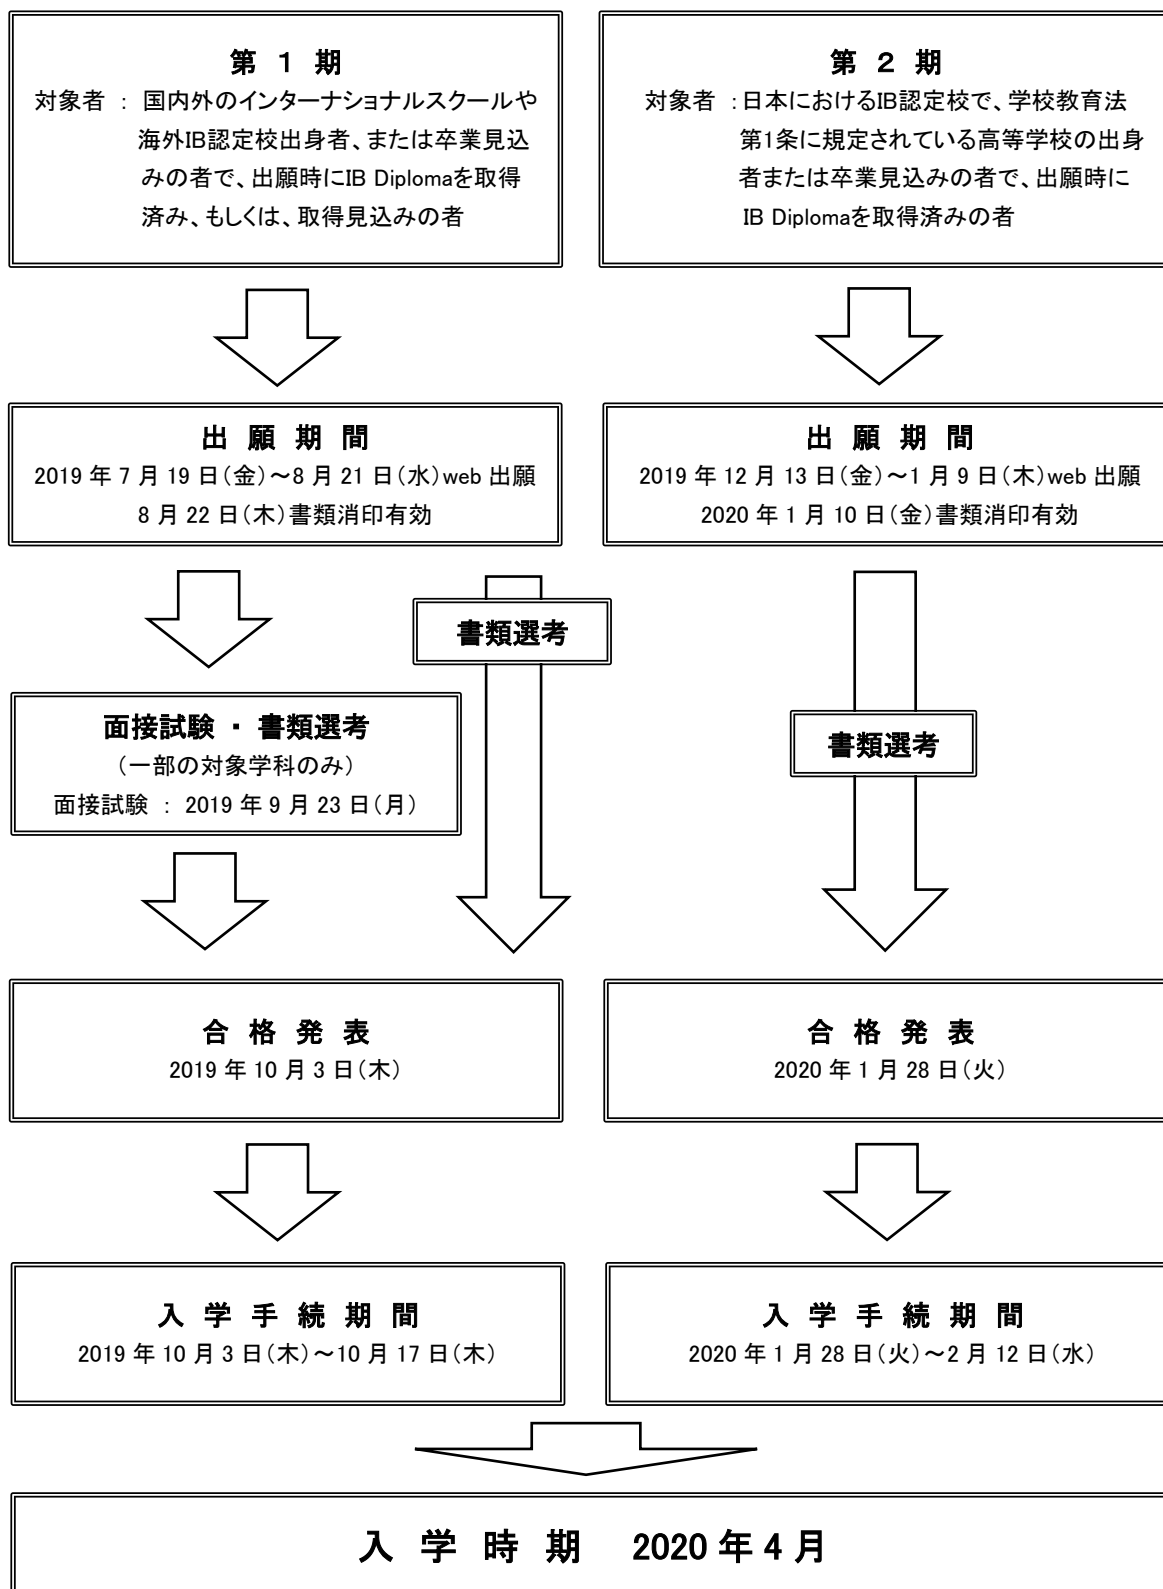 第 1 期
対象者 : 国内外のインターナショナルスクールや
海外IB認定校出身者、または卒業見込
みの者で、出願時にIB Diplomaを取得
済み、もしくは、取得見込みの者
第 2 期
対象者 :日本におけるIB認定校で、学校教育法
第1条に規定されている高等学校の出身
者または卒業見込みの者で、出願時に
IB Diplomaを取得済みの者
出 願 期 間
2019 年 7 月 19 日(金)~8 月 21 日(水)web 出願
8 月 22 日(木)書類消印有効
出 願 期 間
2019 年 12 月 13 日(金)~1 月 9 日(木)web 出願
2020 年 1 月 10 日(金)書類消印有効
書類選考
面接試験 ・ 書類選考
(一部の対象学科のみ)
面接試験 : 2019 年 9 月 23 日(月)
書類選考
合 格 発 表
2019 年 10 月 3 日(木)
合 格 発 表
2020 年 1 月 28 日(火)
入 学 手 続 期 間
2019 年 10 月 3 日(木)~10 月 17 日(木)
入 学 手 続 期 間
2020 年 1 月 28 日(火)~2 月 12 日(水)
入 学 時 期 2020 年 4 月